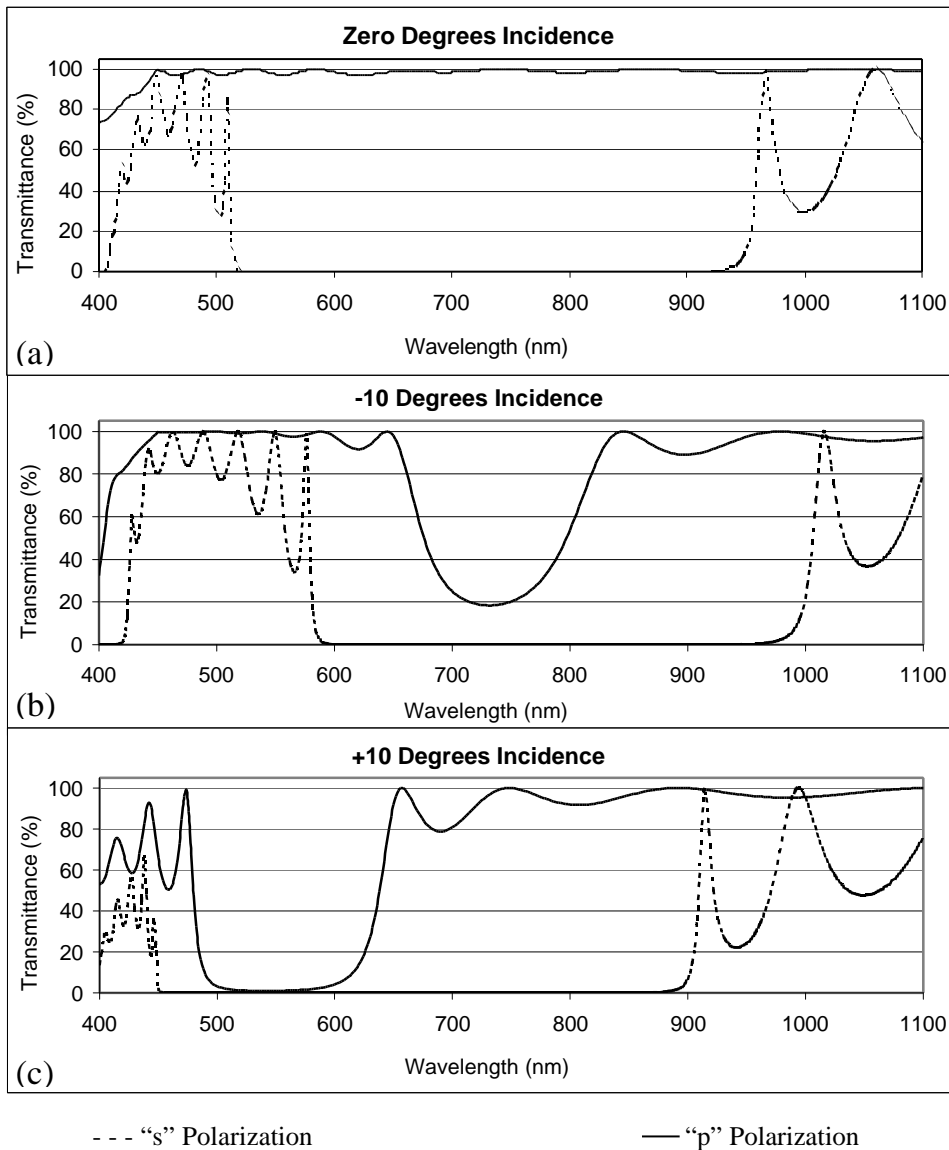 Zero Degrees Incidence
100
80
60
40
20
0
Transmittance (%)
400 500 600 700 800 900 1000 1100
Wavelength (nm)
(a)
-10 Degrees Incidence
100
80
60
40
20
0
Transmittance (%)
400 500 600 700 800 900 1000 1100
Wavelength (nm)
(b)
+10 Degrees Incidence
100
80
60
40
20
0
Transmittance (%)
400 500 600 700 800 900 1000 1100
Wavelength (nm)
(c)
“s” Polarization “p” Polarization